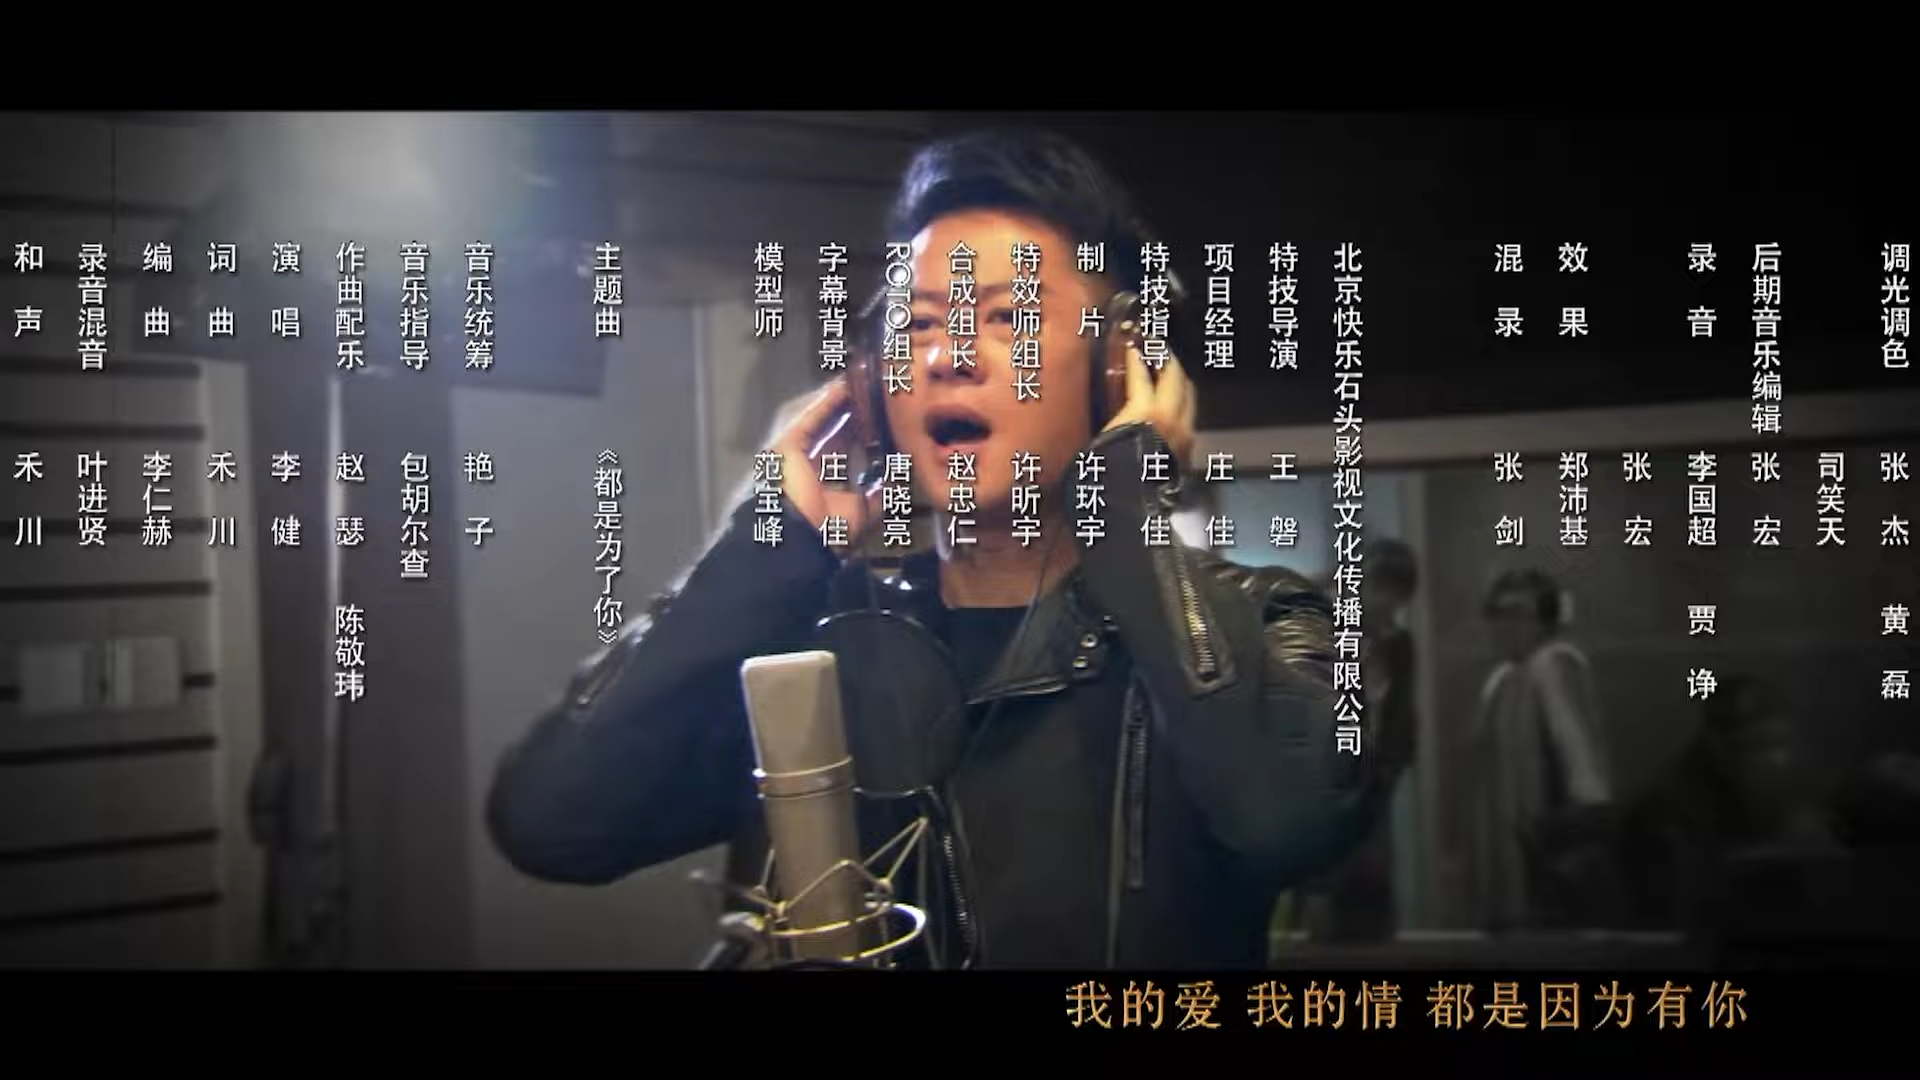 调光调色 张杰 黄磊
司笑天
后期音乐编辑 张宏
录音 李国超 贾诤
张宏
效果 郑沛基
混录 张剑
北京快乐石头影视文化传播有限公司
特技导演 王磐
项目经理 庄佳
特技指导 庄佳
制片 许环宇
特效师组长 许昕宇
合成组长 赵忠仁
ROTO组长 唐晓亮
字幕背景 庄佳
模型师 范宝峰
主题曲 《都是为了你》
音乐统筹 艳子
音乐指导 包胡尔查
作曲配乐 赵瑟 陈敬玮
演唱 李健
词曲 禾川
编曲 李仁赫
录音混音 叶进贤
和声 禾川
我的爱 我的情 都是因为有你